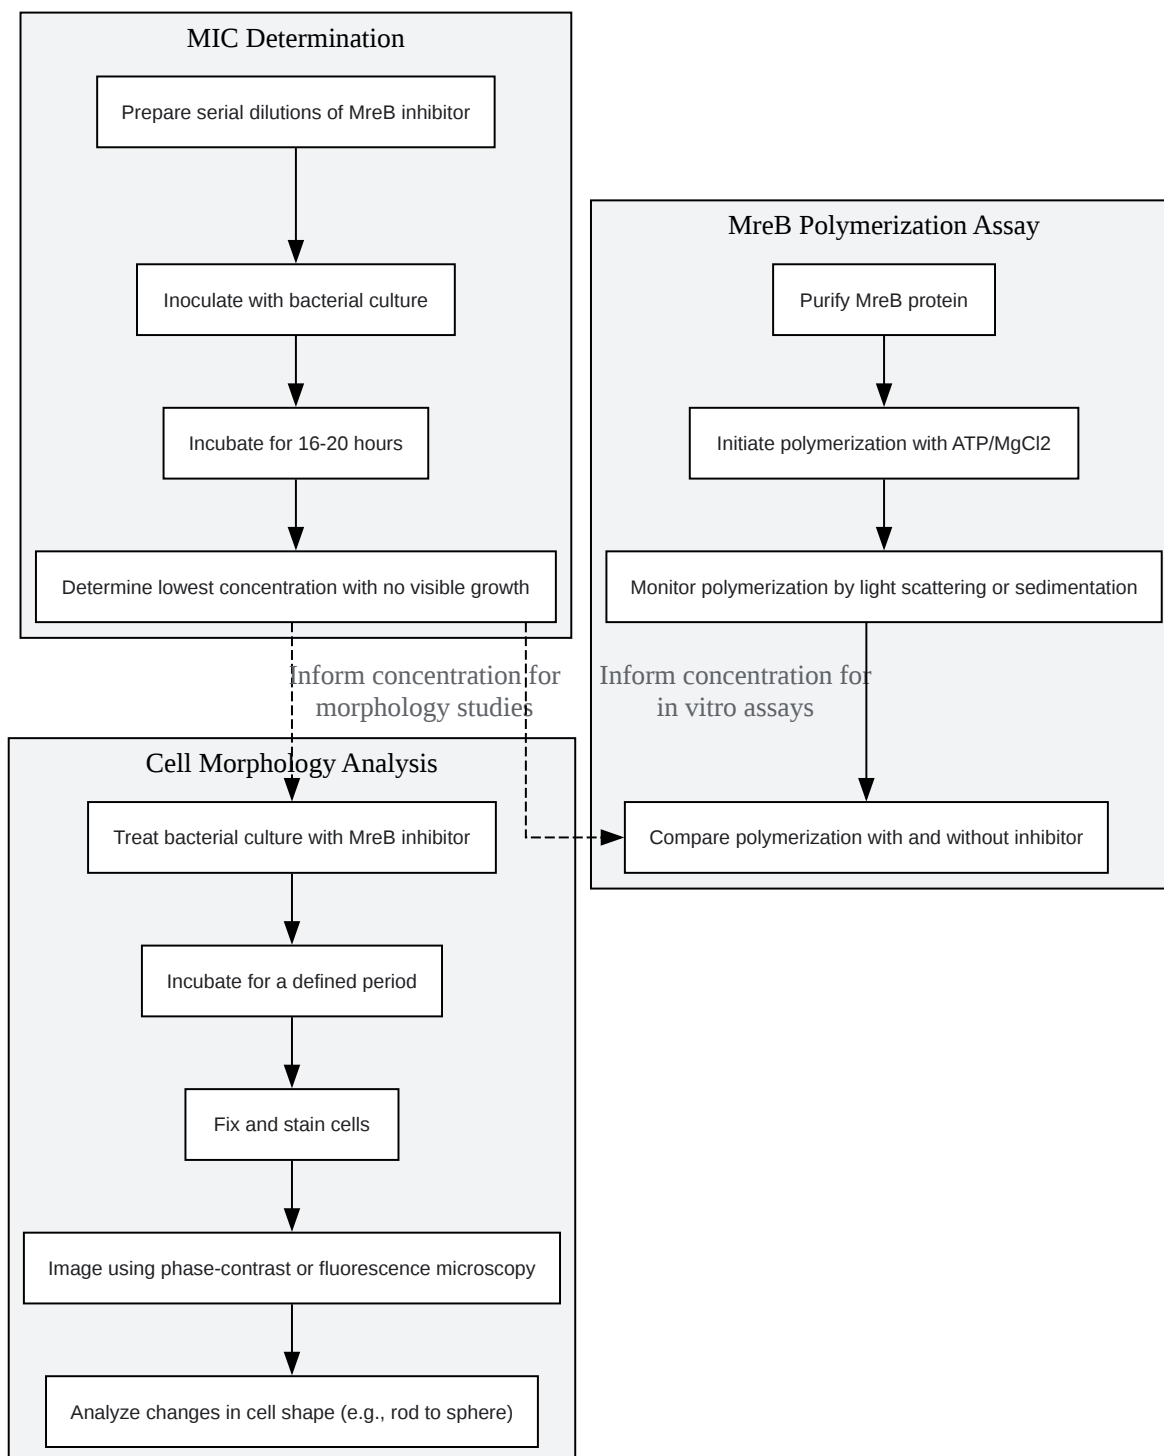 MIC Determination
Prepare serial dilutions of MreB inhibitor
Inoculate with bacterial culture
Incubate for 16-20 hours
Determine lowest concentration with no visible growth
Inform concentration for
morphology studies
Cell Morphology Analysis
Treat bacterial culture with MreB inhibitor
Incubate for a defined period
Fix and stain cells
Image using phase-contrast or fluorescence microscopy
Analyze changes in cell shape (e.g., rod to sphere)
MreB Polymerization Assay
Purify MreB protein
Initiate polymerization with ATP/MgCl2
Monitor polymerization by light scattering or sedimentation
Inform concentration for
in vitro assays
Compare polymerization with and without inhibitor